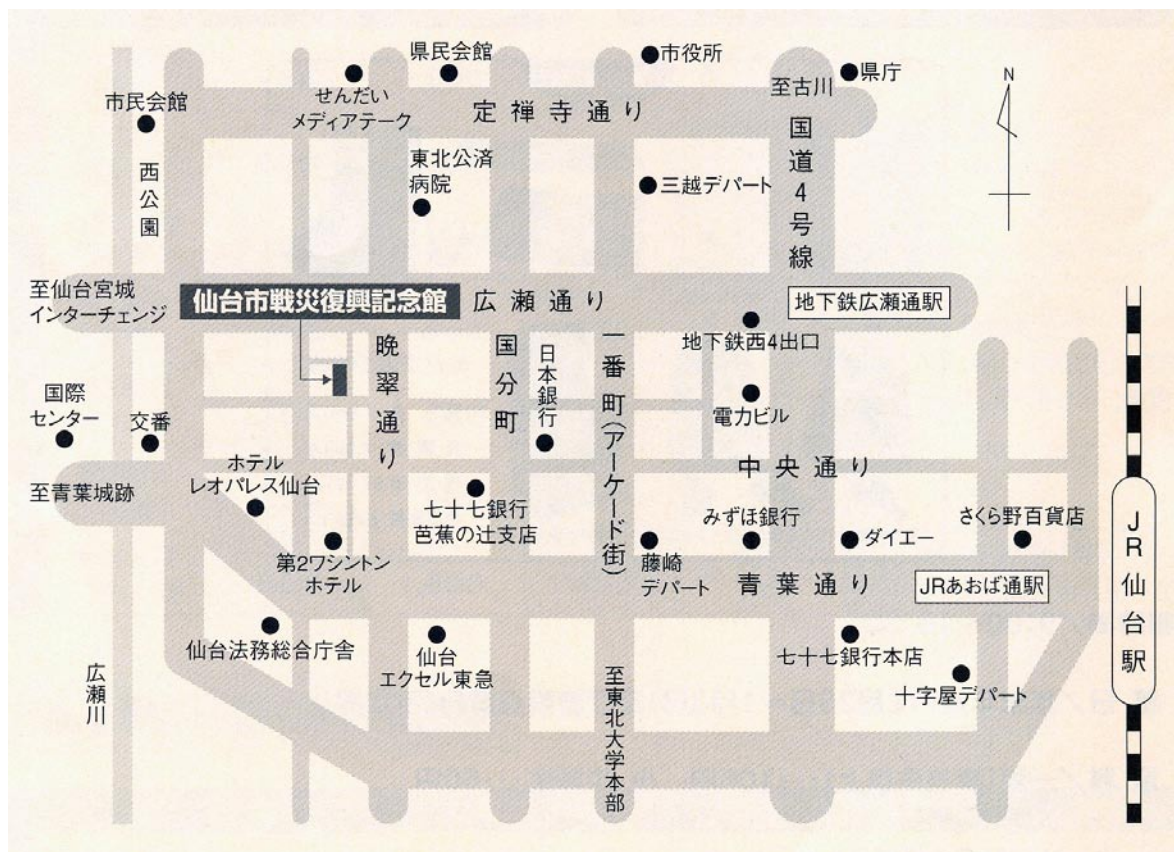 県民会館
市役所
県庁
至古川
N
市民会館
せんだい
メディアテーク
定禅寺通り
国道4号線
西公園
東北公済
病院
三越デパート
至仙台宮城
インターチェンジ
仙台市戦災復興記念館
広瀬通り
地下鉄広瀬通駅
地下鉄西4出口
晩翠通り
国分町
日本銀行
一番町(アーケード街)
電力ビル
国際
センター
交番
中央通り
至青葉城跡
ホテル
レオパレス仙台
七十七銀行
芭蕉の辻支店
みずほ銀行
ダイエー
さくら野百貨店
JR仙台駅
第2ワシントン
ホテル
藤崎
デパート
青葉通り
JRあおば通駅
仙台法務総合庁舎
仙台
エクセル東急
七十七銀行本店
十字屋デパート
広瀬川
至東北大学本部